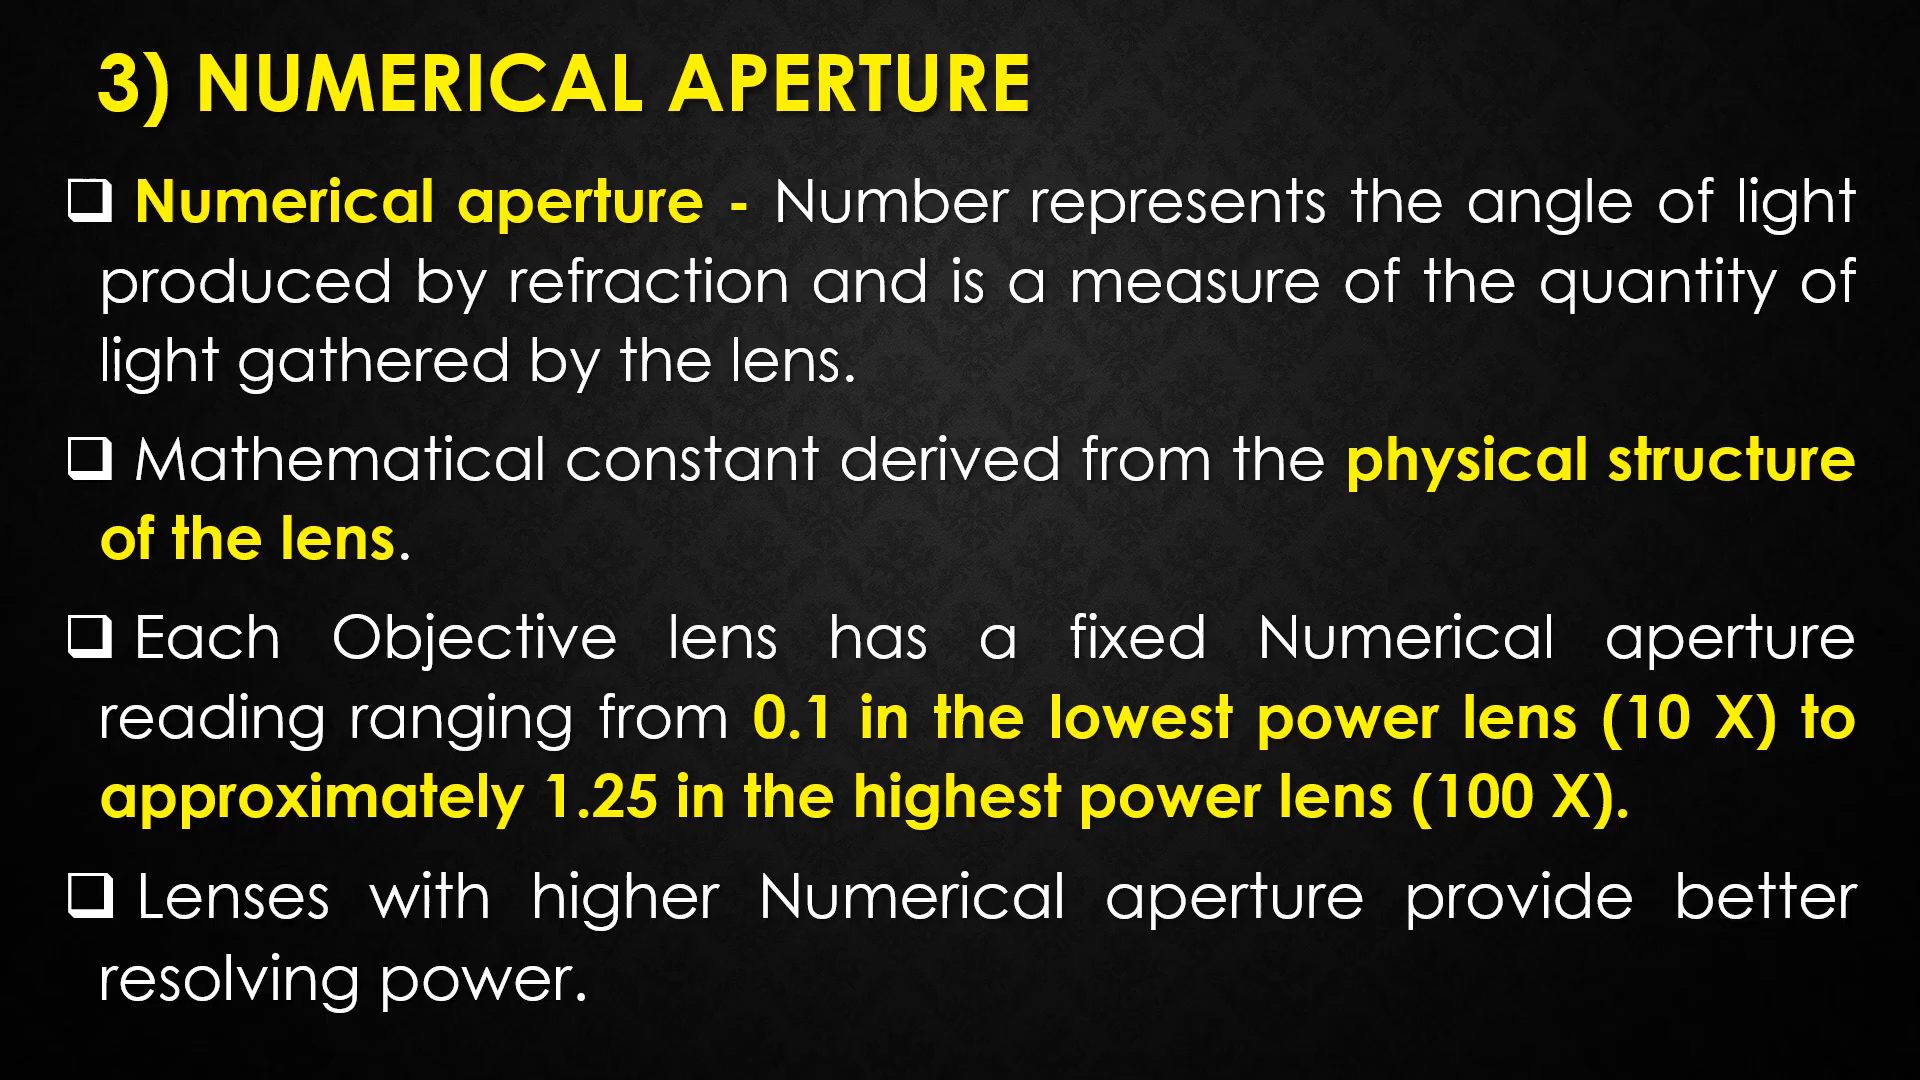 3) NUMERICAL APERTURE
❑ Numerical aperture - Number represents the angle of light
produced by refraction and is a measure of the quantity of
light gathered by the lens.
❑ Mathematical constant derived from the physical structure
of the lens.
❑ Each Objective lens has a fixed Numerical aperture
reading ranging from 0.1 in the lowest power lens (10 X) to
approximately 1.25 in the highest power lens (100 X).
❑ Lenses with higher Numerical aperture provide better
resolving power.